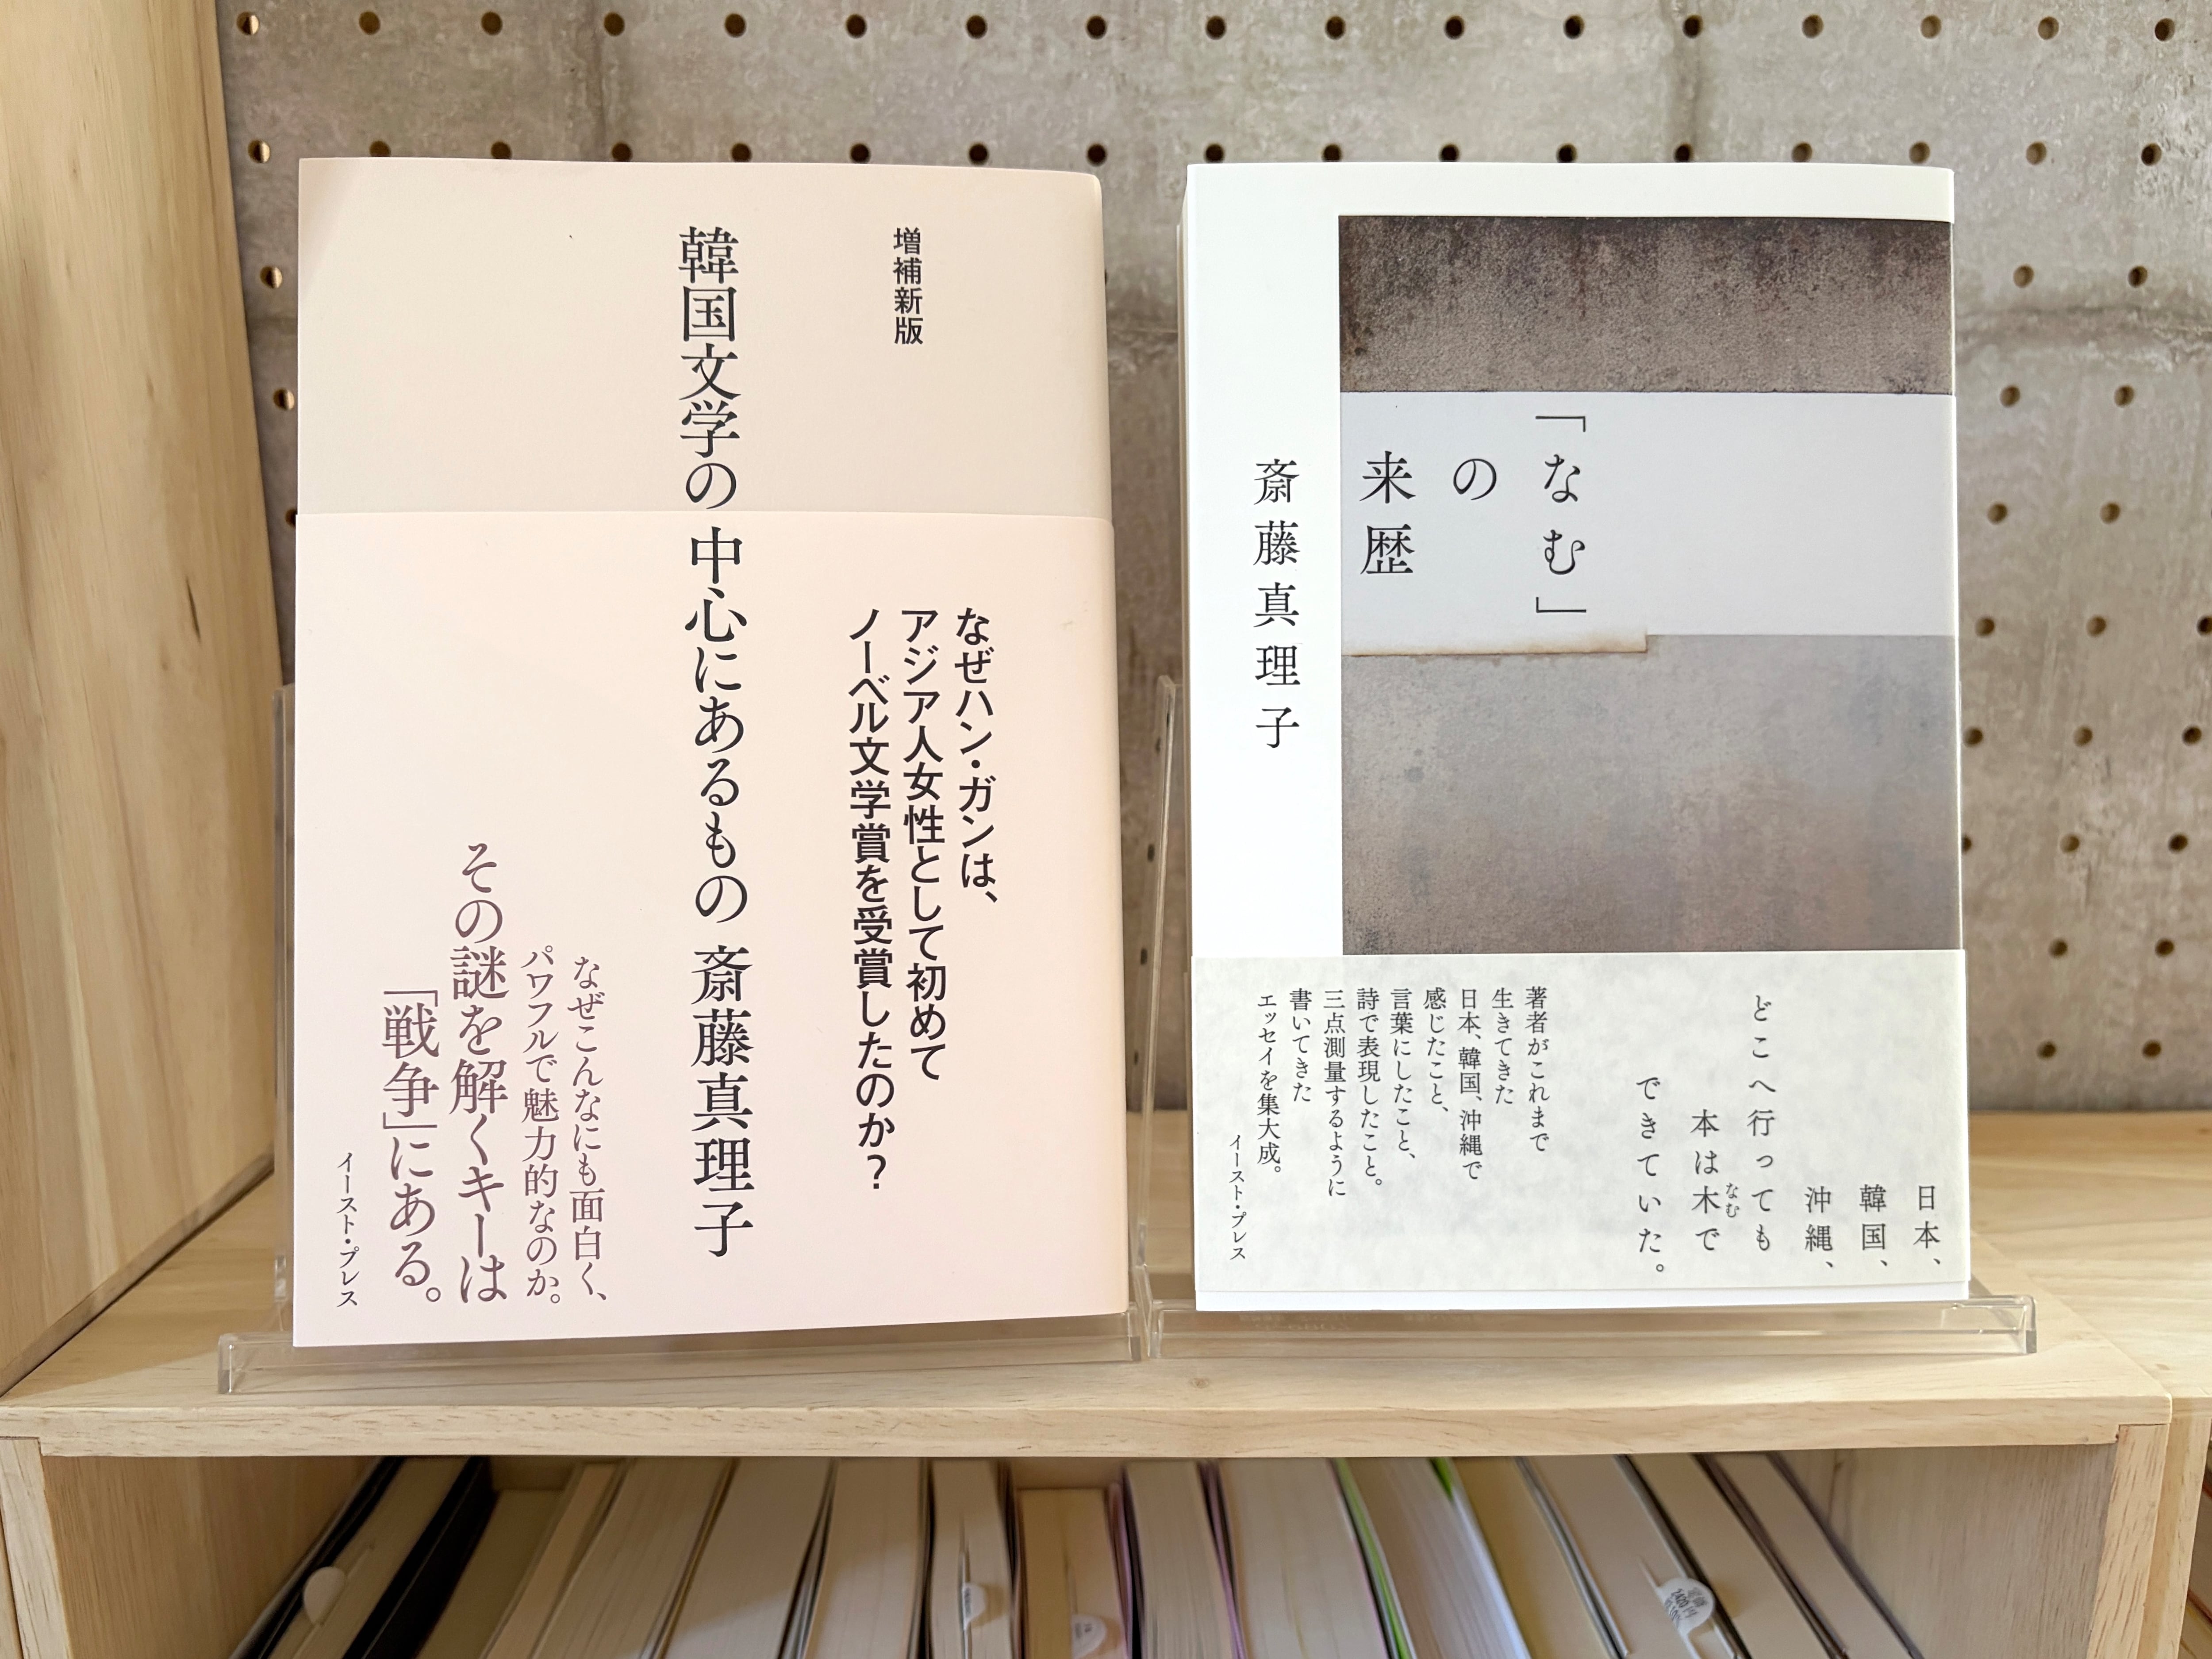 増補新版
韓国文学の中心にあるもの 斎藤真理子
なぜハン・ガンは、
アジア人女性として初めて
ノーベル文学賞を受賞したのか？
なぜこんなにも面白く、
パワフルで魅力的なのか。
その謎を解くキーは
「戦争」にある。
イースト・プレス
「なむ」
の
来歴
斎藤真理子
日本、
韓国、
沖縄、
どこへ行っても
本は木で
なむ
できていた。
著者がこれまで
生きてきた
日本、韓国、沖縄で
感じたこと、
言葉にしたこと、
詩で表現したこと。
三点測量するように
書いてきた
エッセイを集大成。
イースト・プレス